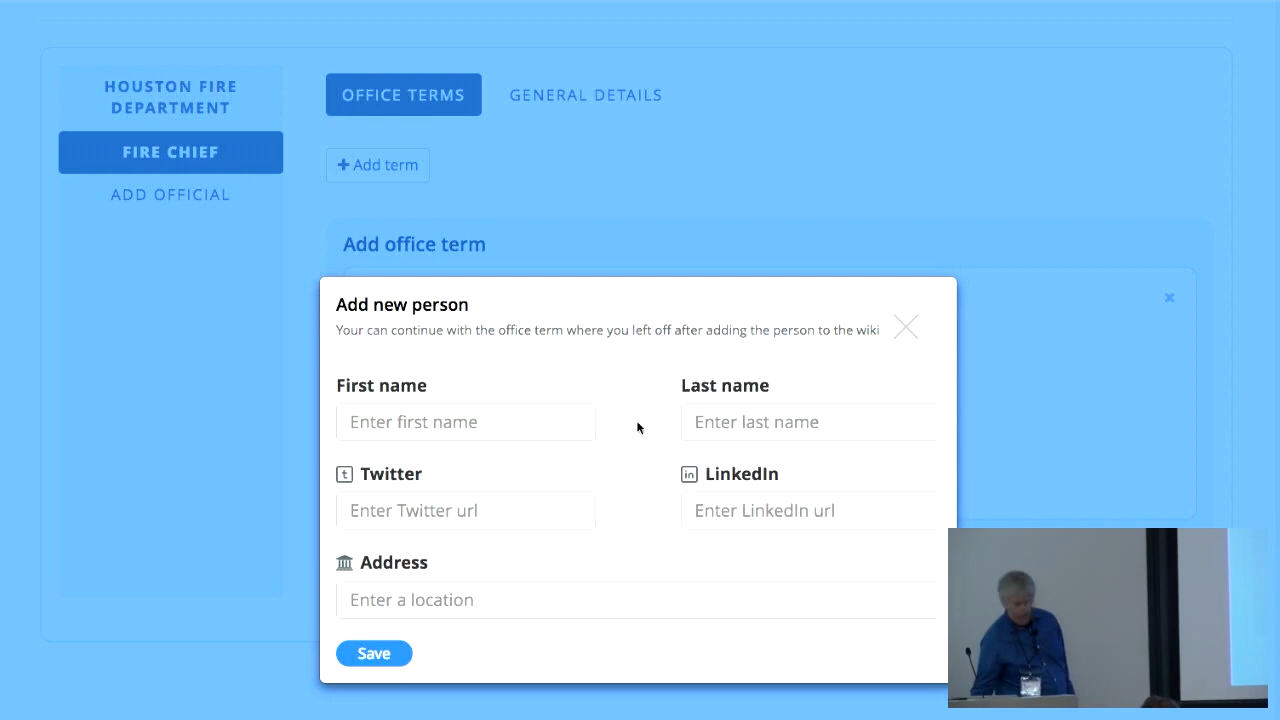 HOUSTON FIRE
DEPARTMENT
FIRE CHIEF
ADD OFFICIAL
OFFICE TERMS
GENERAL DETAILS
+ Add term
Add office term
Add new person
Your can continue with the office term where you left off after adding the person to the wiki
First name
Last name
Enter first name
Enter last name
Twitter
LinkedIn
Enter Twitter url
Enter LinkedIn url
Address
Enter a location
Save